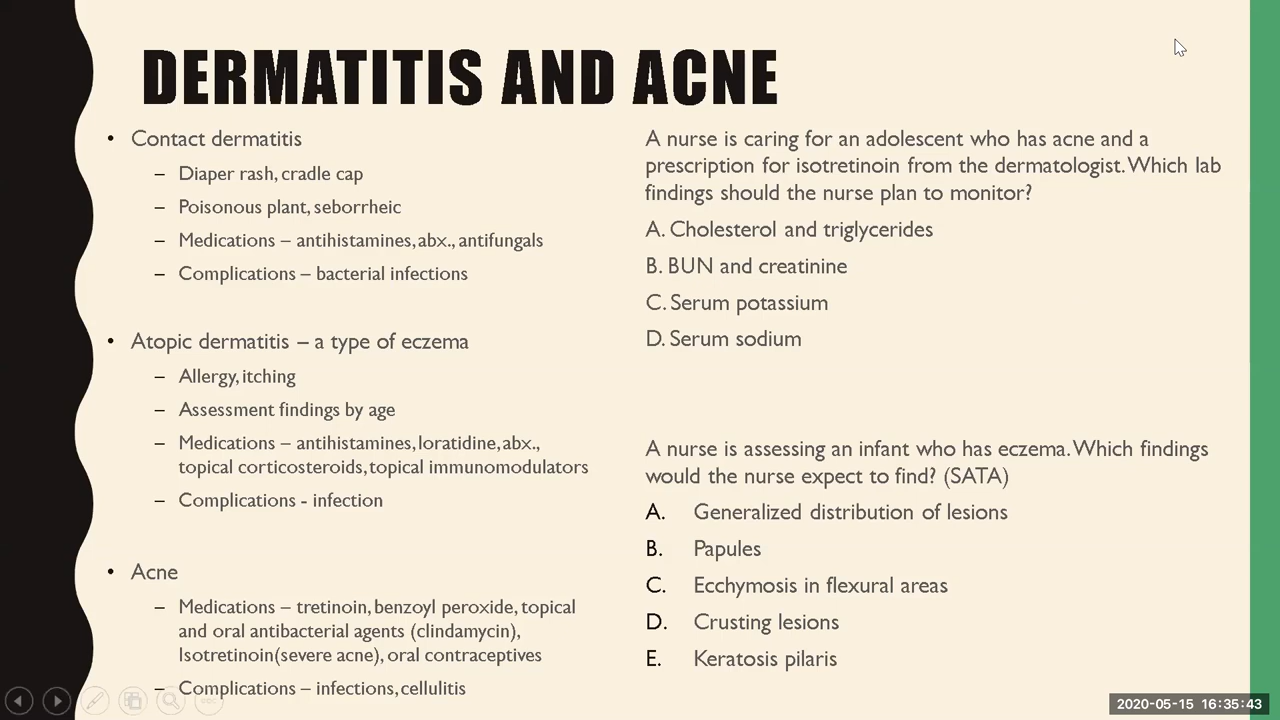 DERMATITIS AND ACNE
• Contact dermatitis
– Diaper rash, cradle cap
– Poisonous plant, seborrheic
– Medications – antihistamines, abx., antifungals
– Complications – bacterial infections
• Atopic dermatitis – a type of eczema
– Allergy, itching
– Assessment findings by age
– Medications – antihistamines, loratidine, abx.,
topical corticosteroids, topical immunomodulators
– Complications - infection
• Acne
– Medications – tretinoin, benzoyl peroxide, topical
and oral antibacterial agents (clindamycin),
Isotretinoin(severe acne), oral contraceptives
– Complications – infections, cellulitis
A nurse is caring for an adolescent who has acne and a
prescription for isotretinoin from the dermatologist. Which lab
findings should the nurse plan to monitor?
A. Cholesterol and triglycerides
B. BUN and creatinine
C. Serum potassium
D. Serum sodium
A nurse is assessing an infant who has eczema. Which findings
would the nurse expect to find? (SATA)
A. Generalized distribution of lesions
B. Papules
C. Ecchymosis in flexural areas
D. Crusting lesions
E. Keratosis pilaris
2020-05-15 16:35:43